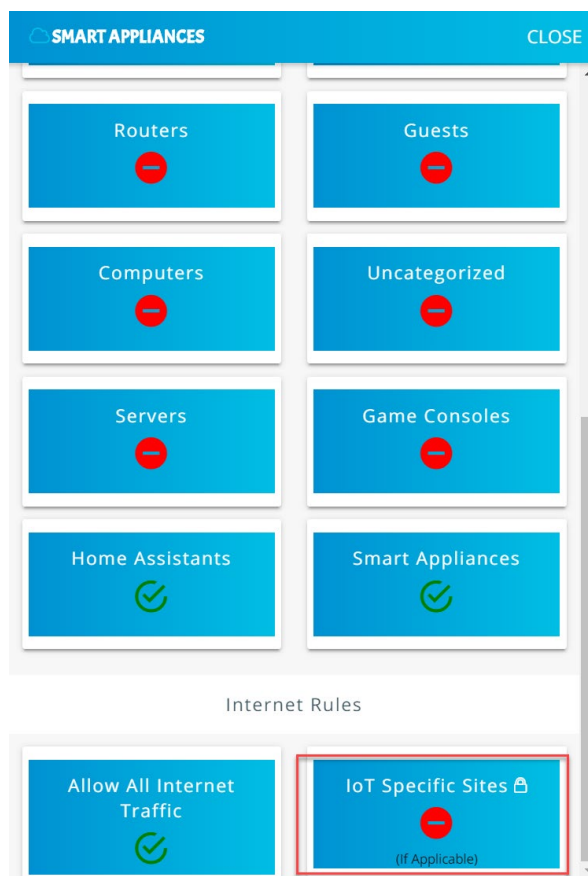 SMART APPLIANCES CLOSE
Routers Guests
Computers Uncategorized
Servers Game Consoles
Home Assistants Smart Appliances
Internet Rules
Allow All Internet
Traffic
IoT Specific Sites
(If Applicable)